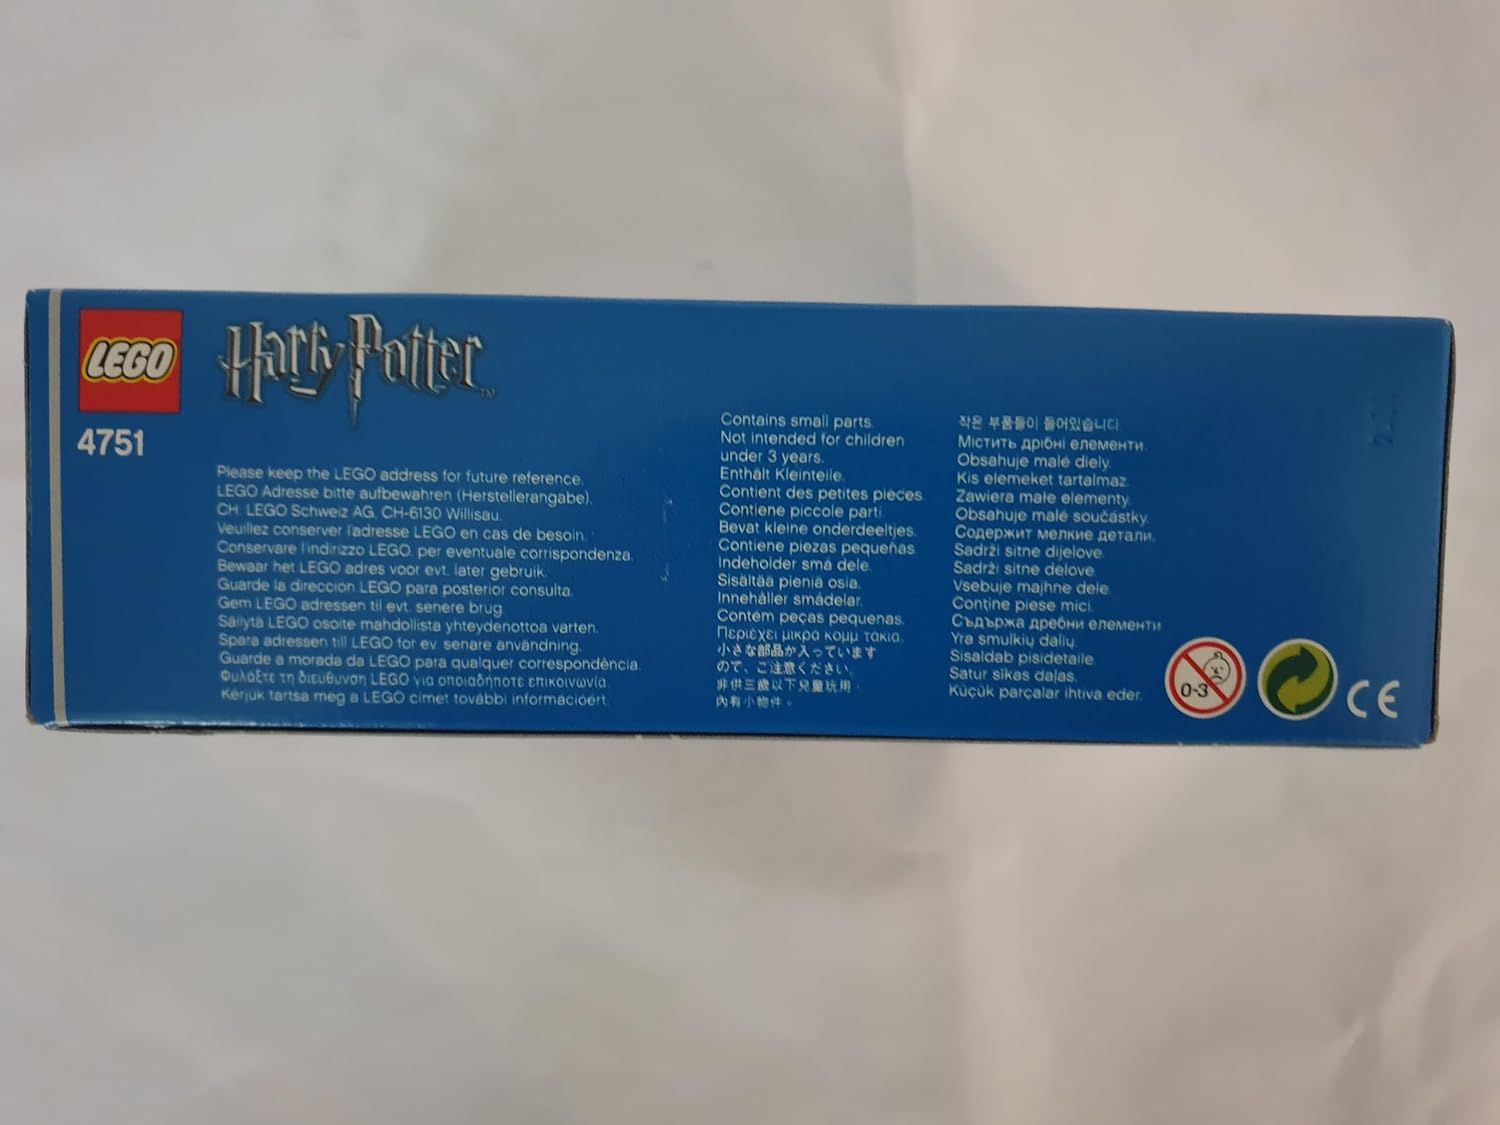 LEGO
Harry Potter™
4751
Please keep the LEGO address for future reference.
LEGO Adresse bitte aufbewahren (Herstellerangabe).
CH. LEGO Schweiz AG, CH-6130 Willisau.
Veuillez conserver l'adresse LEGO en cas de besoin.
Conservare l'indirizzo LEGO, per eventuale corrispondenza.
Bewaar het LEGO adres voor evt. later gebruik.
Guarde la dirección LEGO para posterior consulta.
Gem LEGO adressen til evt. senere brug.
Säilytä LEGO osoite mahdollista yhteydenottoa varten.
Spara adressen till LEGO for ev. senare användning.
Guarde a morada da LEGO para qualquer correspondência.
Φυλάξτε τη διεύθυνση LEGO για οποιαδήποτε επικοινωνία.
Kérjük tartsa meg a LEGO címet további információért.
Contains small parts.
Not intended for children
under 3 years.
Enthält Kleinteile.
Contient des petites pièces.
Contiene piccole parti.
Bevat kleine onderdeeltjes.
Contiene piezas pequeñas.
Indeholder små dele.
Sisältää pieniä osia.
Innehåller smådelar.
Contém peças pequenas.
Περιέχει μικρά κομμ τάκια.
小さな部品が入っています
ので、ご注意ください。
非供三歲以下兒童玩用，
內有小物件。
작은 부품들이 들어있습니다.
Містить дрібні елементи.
Obsahuje malé diely.
Kis elemeket tartalmaz.
Zawiera małe elementy.
Obsahuje malé součástky.
Содержит мелкие детали.
Sadrži sitne dijelove.
Sadrži sitne delove.
Vsebuje majhne dele.
Conţine piese mici.
Съдържа дребни елементи
Yra smulkių dalių.
Sisaldab pisidetaile.
Satur sīkas daļas.
Küçük parçalar ihtiva eder.
0-3
CE